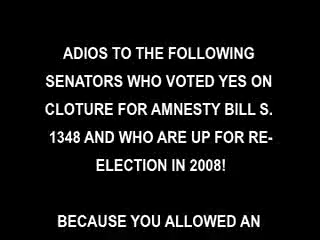 ADIOS TO THE FOLLOWING
SENATORS WHO VOTED YES ON
CLOTURE FOR AMNESTY BILL S.
1348 AND WHO ARE UP FOR RE-
ELECTION IN 2008!
BECAUSE YOU ALLOWED AN